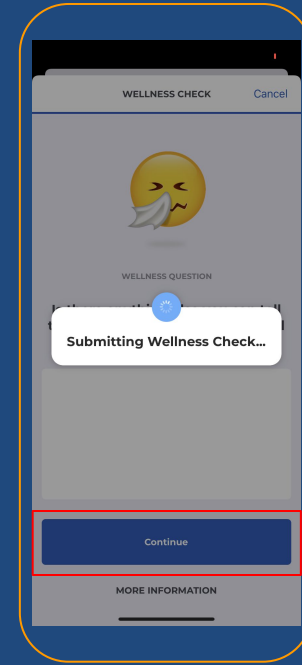 WELLNESS CHECK
Cancel
WELLNESS QUESTION
Submitting Wellness Check...
Continue
MORE INFORMATION